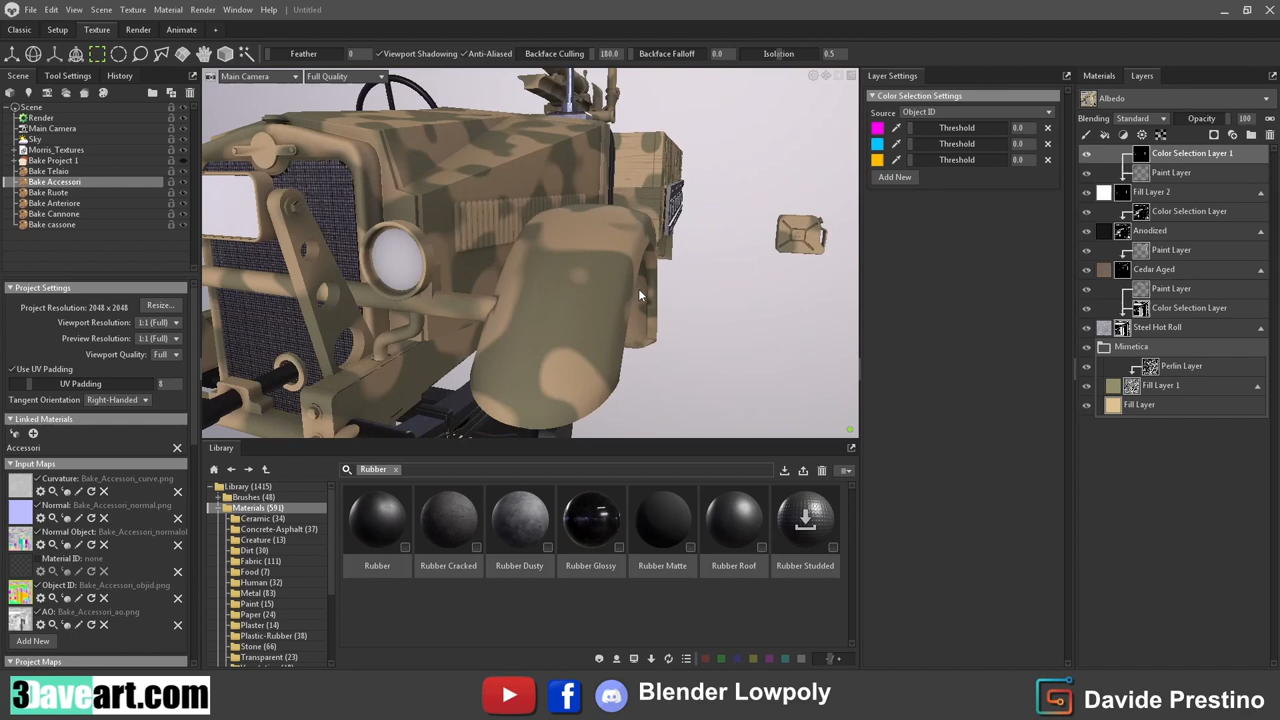 File Edit View Scene Texture Material Render Window Help Untitled
Classic Setup Texture Render Animate +
Feather 0 Viewport Shadowing Anti-Aliased Backface Culling 180.0 Backface Falloff 0.0 Isolation 0.5
Scene Tool Settings History
Main Camera Full Quality
Layer Settings
Materials Layers
Scene
Render
Main Camera
Sky
Morris_Textures
Bake Project 1
Bake Telaio
Bake Accessori
Bake Ruote
Bake Anteriore
Bake Cannone
Bake cassone
Project Settings
Project Resolution: 2048 x 2048 Resize...
Viewport Resolution: 1:1 (Full)
Preview Resolution: 1:1 (Full)
Viewport Quality: Full
Use UV Padding
UV Padding 8
Tangent Orientation Right-Handed
Linked Materials
Accessori
Input Maps
Curvature: Bake_Accessori_curve.png
Normal: Bake_Accessori_normal.png
Normal Object: Bake_Accessori_normalol
Material ID: none
Object ID: Bake_Accessori_objid.png
AO: Bake_Accessori_ao.png
Add New
Project Maps
Color Selection Settings
Source Object ID
Threshold 0.0
Threshold 0.0
Threshold 0.0
Add New
Albedo
Blending Standard Opacity 100
Color Selection Layer 1
Paint Layer
Fill Layer 2
Color Selection Layer
Anodized
Paint Layer
Cedar Aged
Paint Layer
Color Selection Layer
Steel Hot Roll
Mimetica
Perlin Layer
Fill Layer 1
Fill Layer
Library
Rubber x
Library (1415)
Brushes (48)
Materials (591)
Ceramic (34)
Concrete-Asphalt (37)
Creature (13)
Dirt (30)
Fabric (111)
Food (7)
Human (32)
Metal (83)
Paint (15)
Paper (24)
Plaster (14)
Plastic-Rubber (38)
Stone (66)
Transparent (23)
Rubber Rubber Cracked Rubber Dusty Rubber Glossy Rubber Matte Rubber Roof Rubber Studded
3Daveart.com
Blender Lowpoly
Davide Prestino